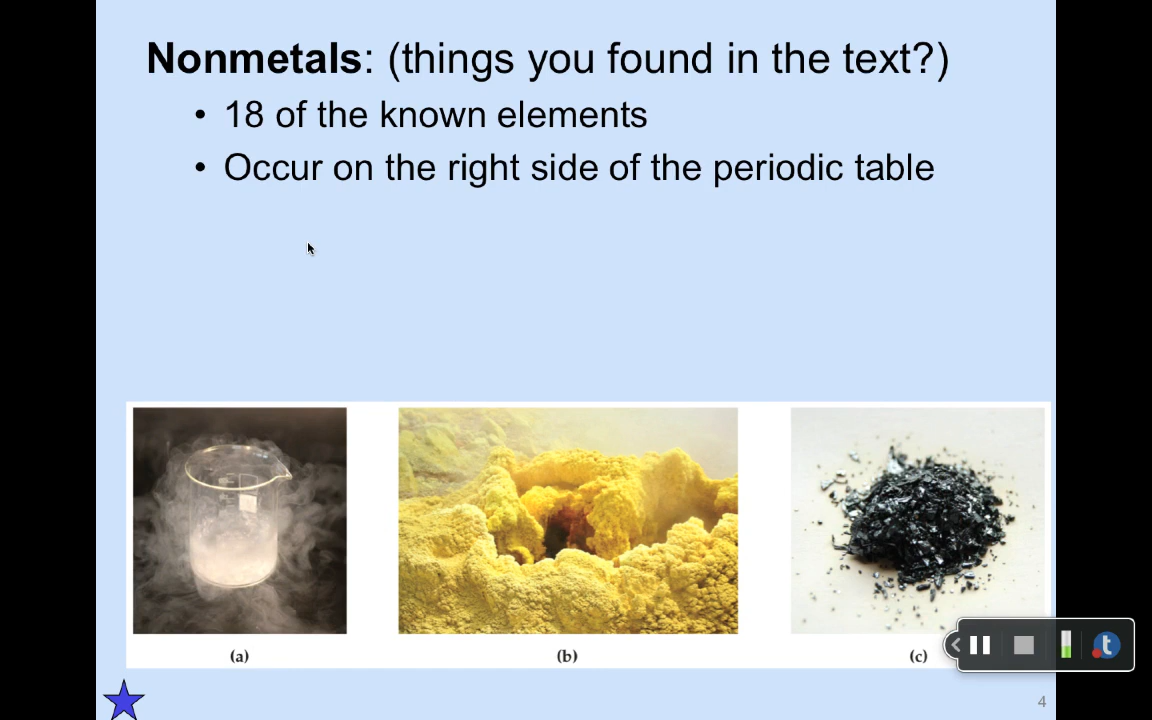 Nonmetals: (things you found in the text?)
• 18 of the known elements
• Occur on the right side of the periodic table
(a)
(b)
(c)
t
4